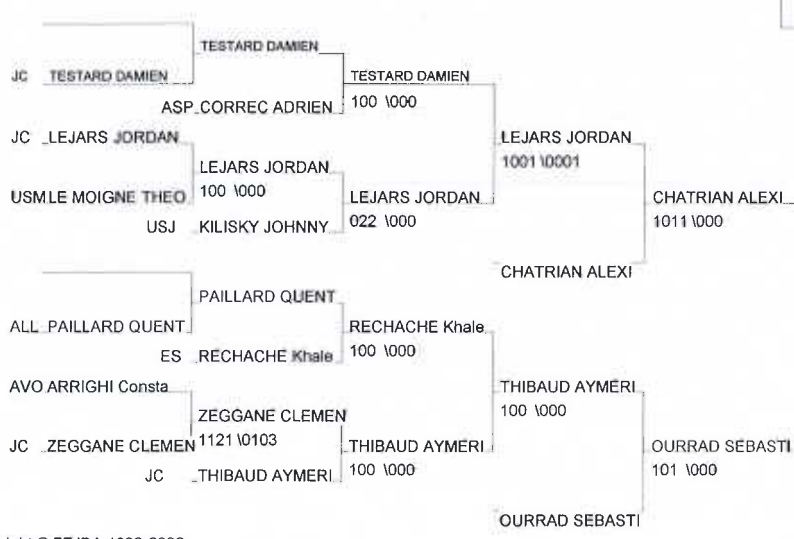 TESTARD DAMIEN
JC TESTARD DAMIEN
TESTARD DAMIEN
ASP CORREC ADRIEN
100 \000
JC LEJARS JORDAN
LEJARS JORDAN
1001 \0001
LEJARS JORDAN
100 \000
USM LE MOIGNE THEO
LEJARS JORDAN
022 \000
CHATRIAN ALEXI
1011 \000
USJ KILISKY JOHNNY
CHATRIAN ALEXI
PAILLARD QUENT
ALL PAILLARD QUENT
RECHACHE Khale
100 \000
ES RECHACHE Khale
AVO ARRIGHI Consta
THIBAUD AYMERI
100 \000
ZEGGANE CLEMEN
1121 \0103
JC ZEGGANE CLEMEN
THIBAUD AYMERI
100 \000
OURRAD SEBASTI
101 \000
JC THIBAUD AYMERI
OURRAD SEBASTI